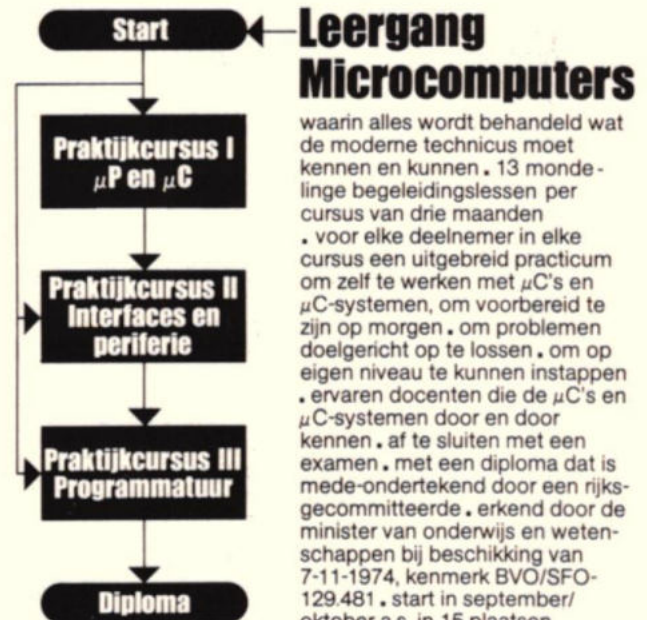 Start
Praktijkcursus I
μP en μC
Praktijkcursus II
Interfaces en
periferie
Praktijkcursus III
Programmatuur
Diploma
Leergang
Microcomputers
waarin alles wordt behandeld wat
de moderne technicus moet
kennen en kunnen. 13 monde-
linge begeleidingslessen per
cursus van drie maanden
. voor elke deelnemer in elke
cursus een uitgebreid practicum
om zelf te werken met μC's en
μC-systemen, om voorbereid te
zijn op morgen. om problemen
doelgericht op te lossen. om op
eigen niveau te kunnen instappen
. ervaren docenten die de μC's en
μC-systemen door en door
kennen. af te sluiten met een
examen. met een diploma dat is
mede-ondertekend door een rijks-
gecommitteerde. erkend door de
minister van onderwijs en weten-
schappen bij beschikking van
7-11-1974, kenmerk BVO/SFO-
129.481. start in september/
oktober a.s. in 15 plaatsen